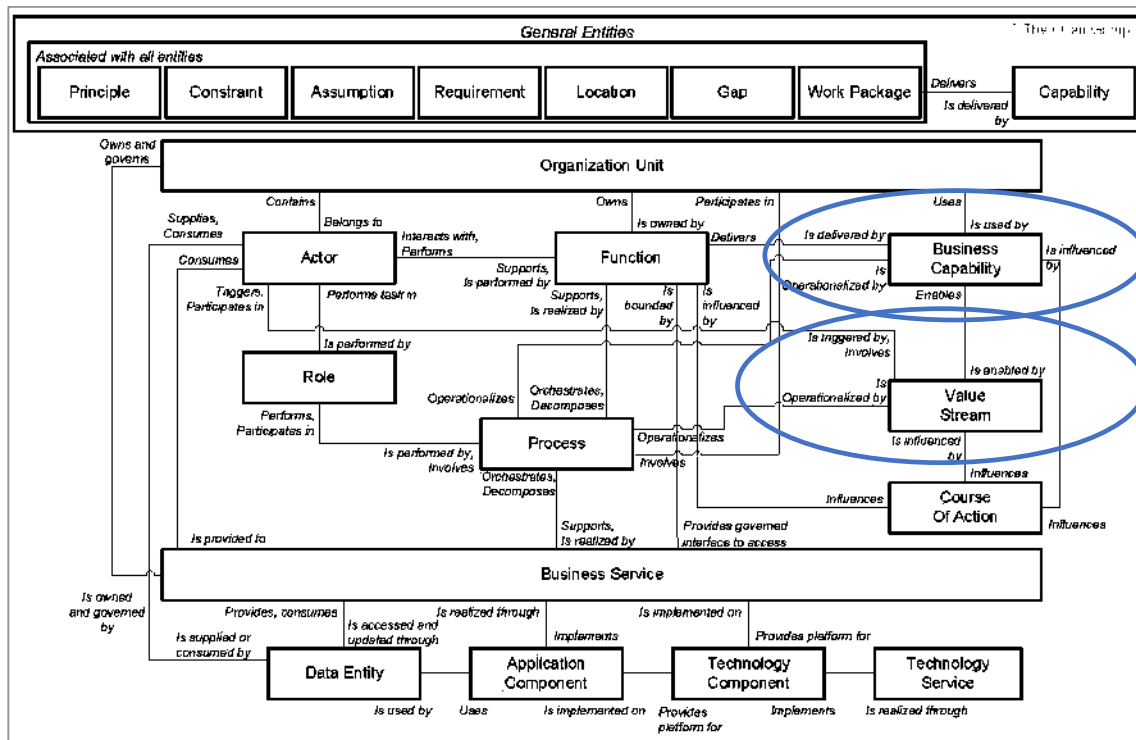 General Entities
Associated with all entities
Principle
Constraint
Assumption
Requirement
Location
Gap
Work Package
Delivers
Is delivered
by
Capability
Owns and
governs
Organization Unit
Contains
Belongs to
Owns
Is owned by
Participates in
Uses
Is used by
Supplies,
Consumes
Consumes
Actor
Interacts with,
Performs
Supports,
Is performed by
Function
Delivers
Is delivered by
Business
Capability
Is influenced
by
Is
Operationalized by
Enables
Triggers,
Participates in
Performs task in
Supports,
Is realized by
Is
bounded
by
Is
influenced
by
Is performed by
Role
Is triggered by,
Involves
Is enabled by
Operationalizes
Orchestrates,
Decomposes
Is
Operationalized by
Value
Stream
Performs,
Participates in
Is performed by,
Involves
Process
Operationalizes
Involves
Is influenced
by
Orchestrates,
Decomposes
Influences
Influences
Course
Of Action
Influences
Is provided to
Supports,
Is realized by
Provides governed
interface to access
Business Service
Is owned
and governed
by
Provides, consumes
Is accessed and
updated through
Is realized through
Implements
Is implemented on
Provides platform for
Is supplied or
consumed by
Data Entity
Application
Component
Technology
Component
Technology
Service
Is used by
Uses
Is implemented on
Provides
platform for
Implements
Is realized through